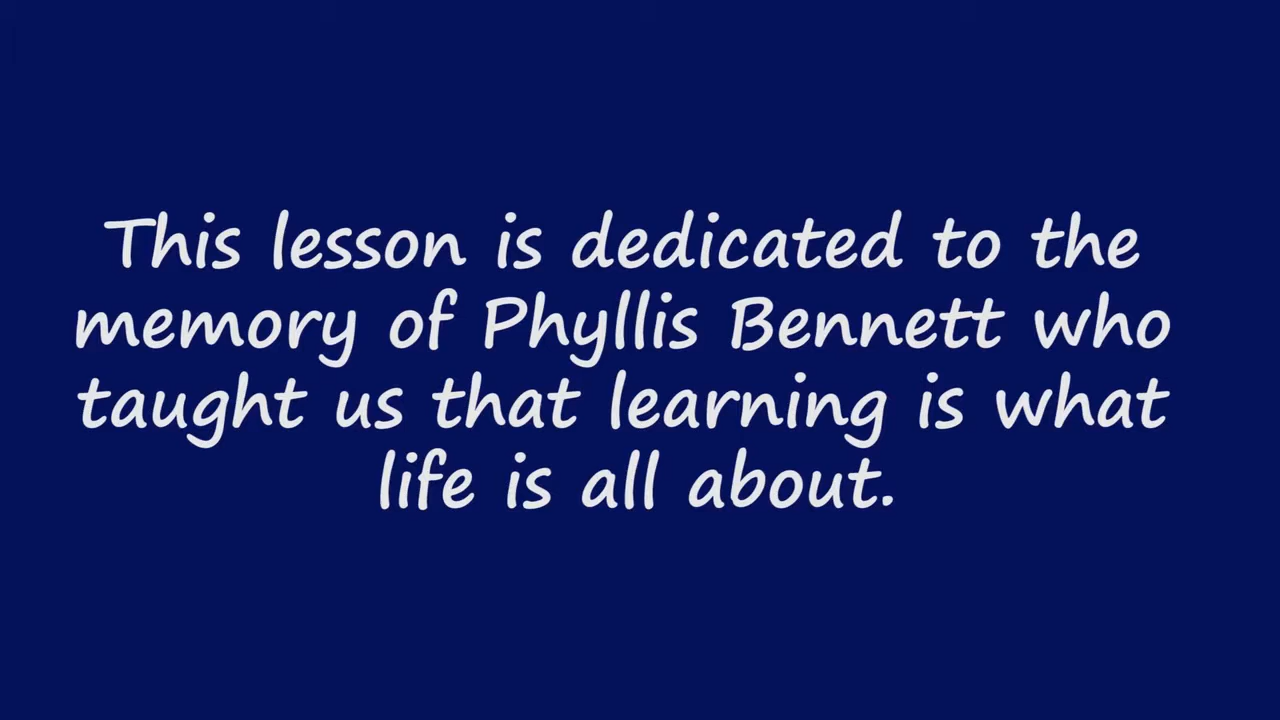 This lesson is dedicated to the
memory of Phyllis Bennett who
taught us that learning is what
life is all about.